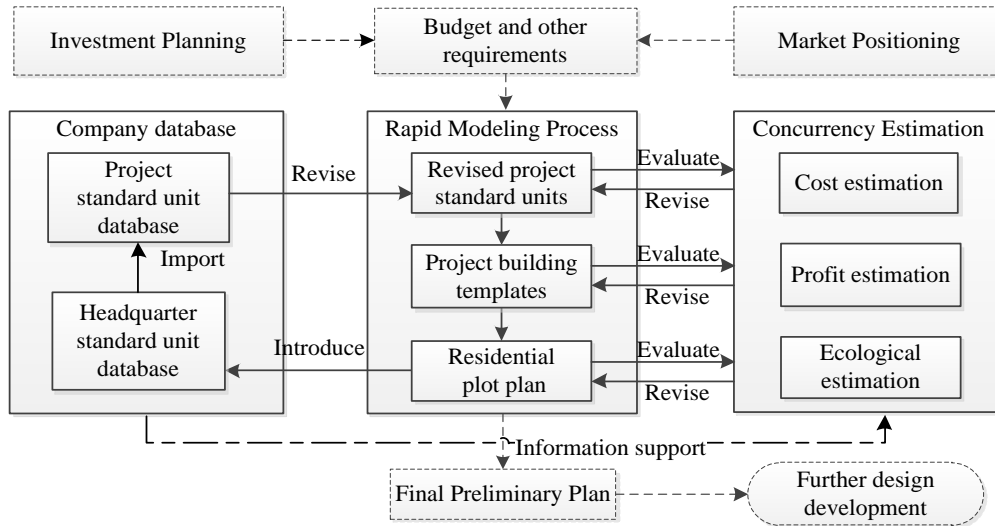 Investment Planning
Budget and other
requirements
Market Positioning
Company database
Project
standard unit
database
Import
Headquarter
standard unit
database
Revise
Introduce
Rapid Modeling Process
Revised project
standard units
Project building
templates
Residential
plot plan
Evaluate
Revise
Evaluate
Revise
Evaluate
Revise
Concurrency Estimation
Cost estimation
Profit estimation
Ecological
estimation
Information support
Final Preliminary Plan
Further design
development